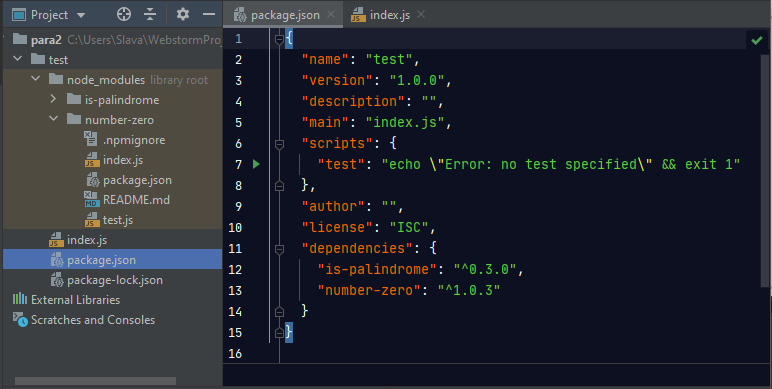 Project
package.json
index.js
para2 C:\Users\Slava\WebstormProj
test
node_modules library root
is-palindrome
number-zero
.npmignore
index.js
package.json
README.md
test.js
index.js
package.json
package-lock.json
External Libraries
Scratches and Consoles
1 {
2 "name": "test",
3 "version": "1.0.0",
4 "description": "",
5 "main": "index.js",
6 "scripts": {
7 "test": "echo \"Error: no test specified\" && exit 1"
8 },
9 "author": "",
10 "license": "ISC",
11 "dependencies": {
12 "is-palindrome": "^0.3.0",
13 "number-zero": "^1.0.3"
14 }
15 }
16